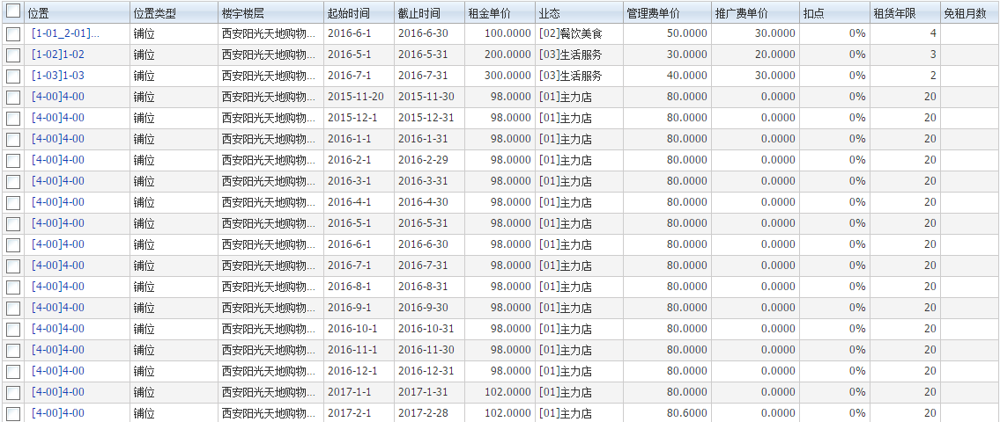 位置 位置类型 楼宇楼层 起始时间 截止时间 租金单价 业态 管理费单价 推广费单价 扣点 租赁年限 免租月数
[1-01_2-01]... 铺位 西安阳光天地购物... 2016-6-1 2016-6-30 100.0000 [02]餐饮美食 50.0000 30.0000 0% 4
[1-02]1-02 铺位 西安阳光天地购物... 2016-5-1 2016-5-31 200.0000 [03]生活服务 30.0000 20.0000 0% 3
[1-03]1-03 铺位 西安阳光天地购物... 2016-7-1 2016-7-31 300.0000 [03]生活服务 40.0000 30.0000 0% 2
[4-00]4-00 铺位 西安阳光天地购物... 2015-11-20 2015-11-30 98.0000 [01]主力店 80.0000 0.0000 0% 20
[4-00]4-00 铺位 西安阳光天地购物... 2015-12-1 2015-12-31 98.0000 [01]主力店 80.0000 0.0000 0% 20
[4-00]4-00 铺位 西安阳光天地购物... 2016-1-1 2016-1-31 98.0000 [01]主力店 80.0000 0.0000 0% 20
[4-00]4-00 铺位 西安阳光天地购物... 2016-2-1 2016-2-29 98.0000 [01]主力店 80.0000 0.0000 0% 20
[4-00]4-00 铺位 西安阳光天地购物... 2016-3-1 2016-3-31 98.0000 [01]主力店 80.0000 0.0000 0% 20
[4-00]4-00 铺位 西安阳光天地购物... 2016-4-1 2016-4-30 98.0000 [01]主力店 80.0000 0.0000 0% 20
[4-00]4-00 铺位 西安阳光天地购物... 2016-5-1 2016-5-31 98.0000 [01]主力店 80.0000 0.0000 0% 20
[4-00]4-00 铺位 西安阳光天地购物... 2016-6-1 2016-6-30 98.0000 [01]主力店 80.0000 0.0000 0% 20
[4-00]4-00 铺位 西安阳光天地购物... 2016-7-1 2016-7-31 98.0000 [01]主力店 80.0000 0.0000 0% 20
[4-00]4-00 铺位 西安阳光天地购物... 2016-8-1 2016-8-31 98.0000 [01]主力店 80.0000 0.0000 0% 20
[4-00]4-00 铺位 西安阳光天地购物... 2016-9-1 2016-9-30 98.0000 [01]主力店 80.0000 0.0000 0% 20
[4-00]4-00 铺位 西安阳光天地购物... 2016-10-1 2016-10-31 98.0000 [01]主力店 80.0000 0.0000 0% 20
[4-00]4-00 铺位 西安阳光天地购物... 2016-11-1 2016-11-30 98.0000 [01]主力店 80.0000 0.0000 0% 20
[4-00]4-00 铺位 西安阳光天地购物... 2016-12-1 2016-12-31 98.0000 [01]主力店 80.0000 0.0000 0% 20
[4-00]4-00 铺位 西安阳光天地购物... 2017-1-1 2017-1-31 102.0000 [01]主力店 80.0000 0.0000 0% 20
[4-00]4-00 铺位 西安阳光天地购物... 2017-2-1 2017-2-28 102.0000 [01]主力店 80.6000 0.0000 0% 20